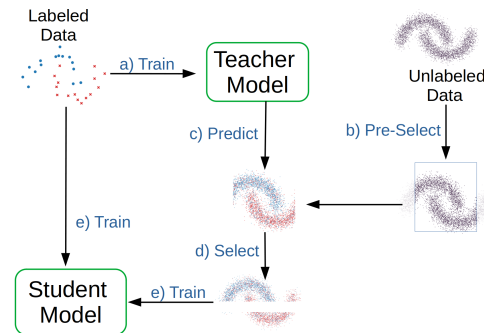 Labeled
Data
a) Train
Teacher
Model
Unlabeled
Data
b) Pre-Select
c) Predict
e) Train
d) Select
Student
Model
e) Train